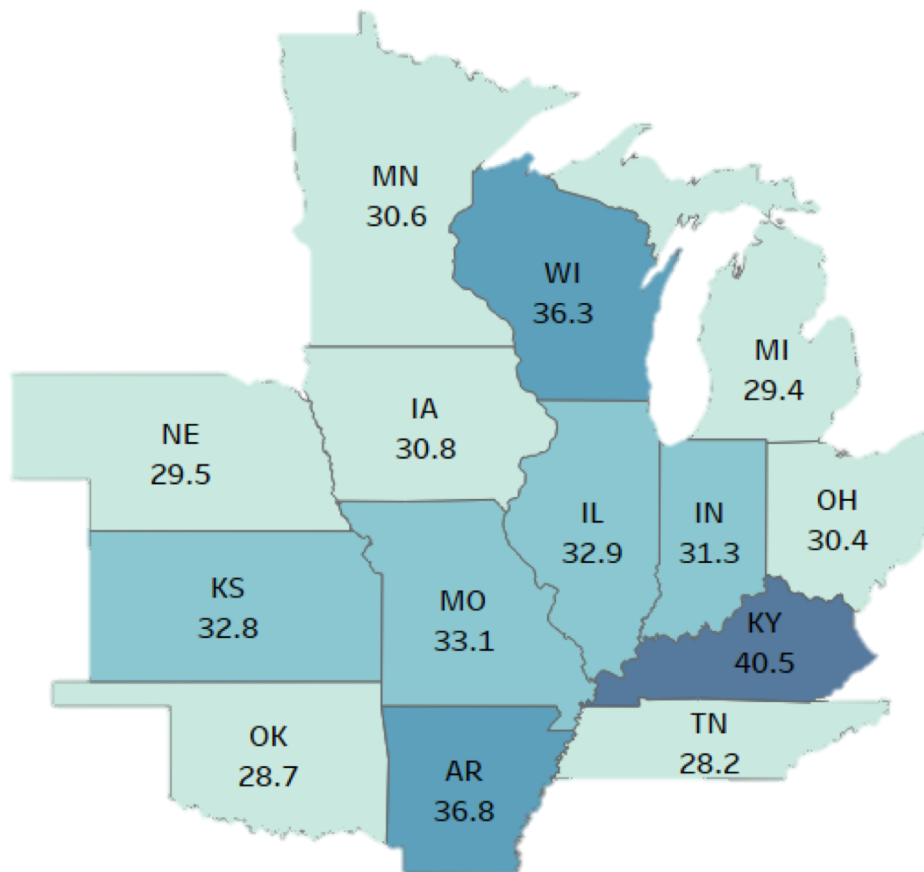 MN
30.6
WI
36.3
MI
29.4
IA
30.8
NE
29.5
OH
30.4
IL
32.9
IN
31.3
KS
32.8
MO
33.1
KY
40.5
TN
28.2
OK
28.7
AR
36.8